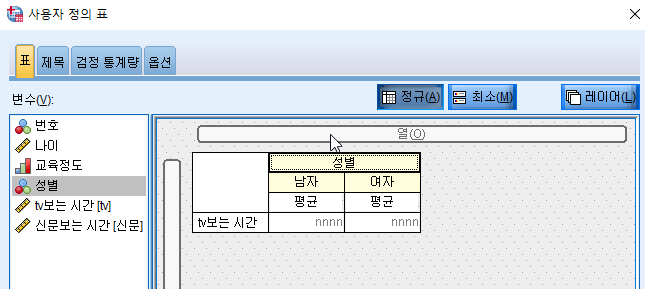 사용자 정의 표
표 제목 검정 통계량 옵션
변수(V): 정규(A) 최소(M) 레이어(L)
번호
나이
교육정도
성별
tv보는 시간 [tv]
신문보는 시간 [신문]
열(O)
성별
남자 여자
평균 평균
tv보는 시간 nnnn nnnn